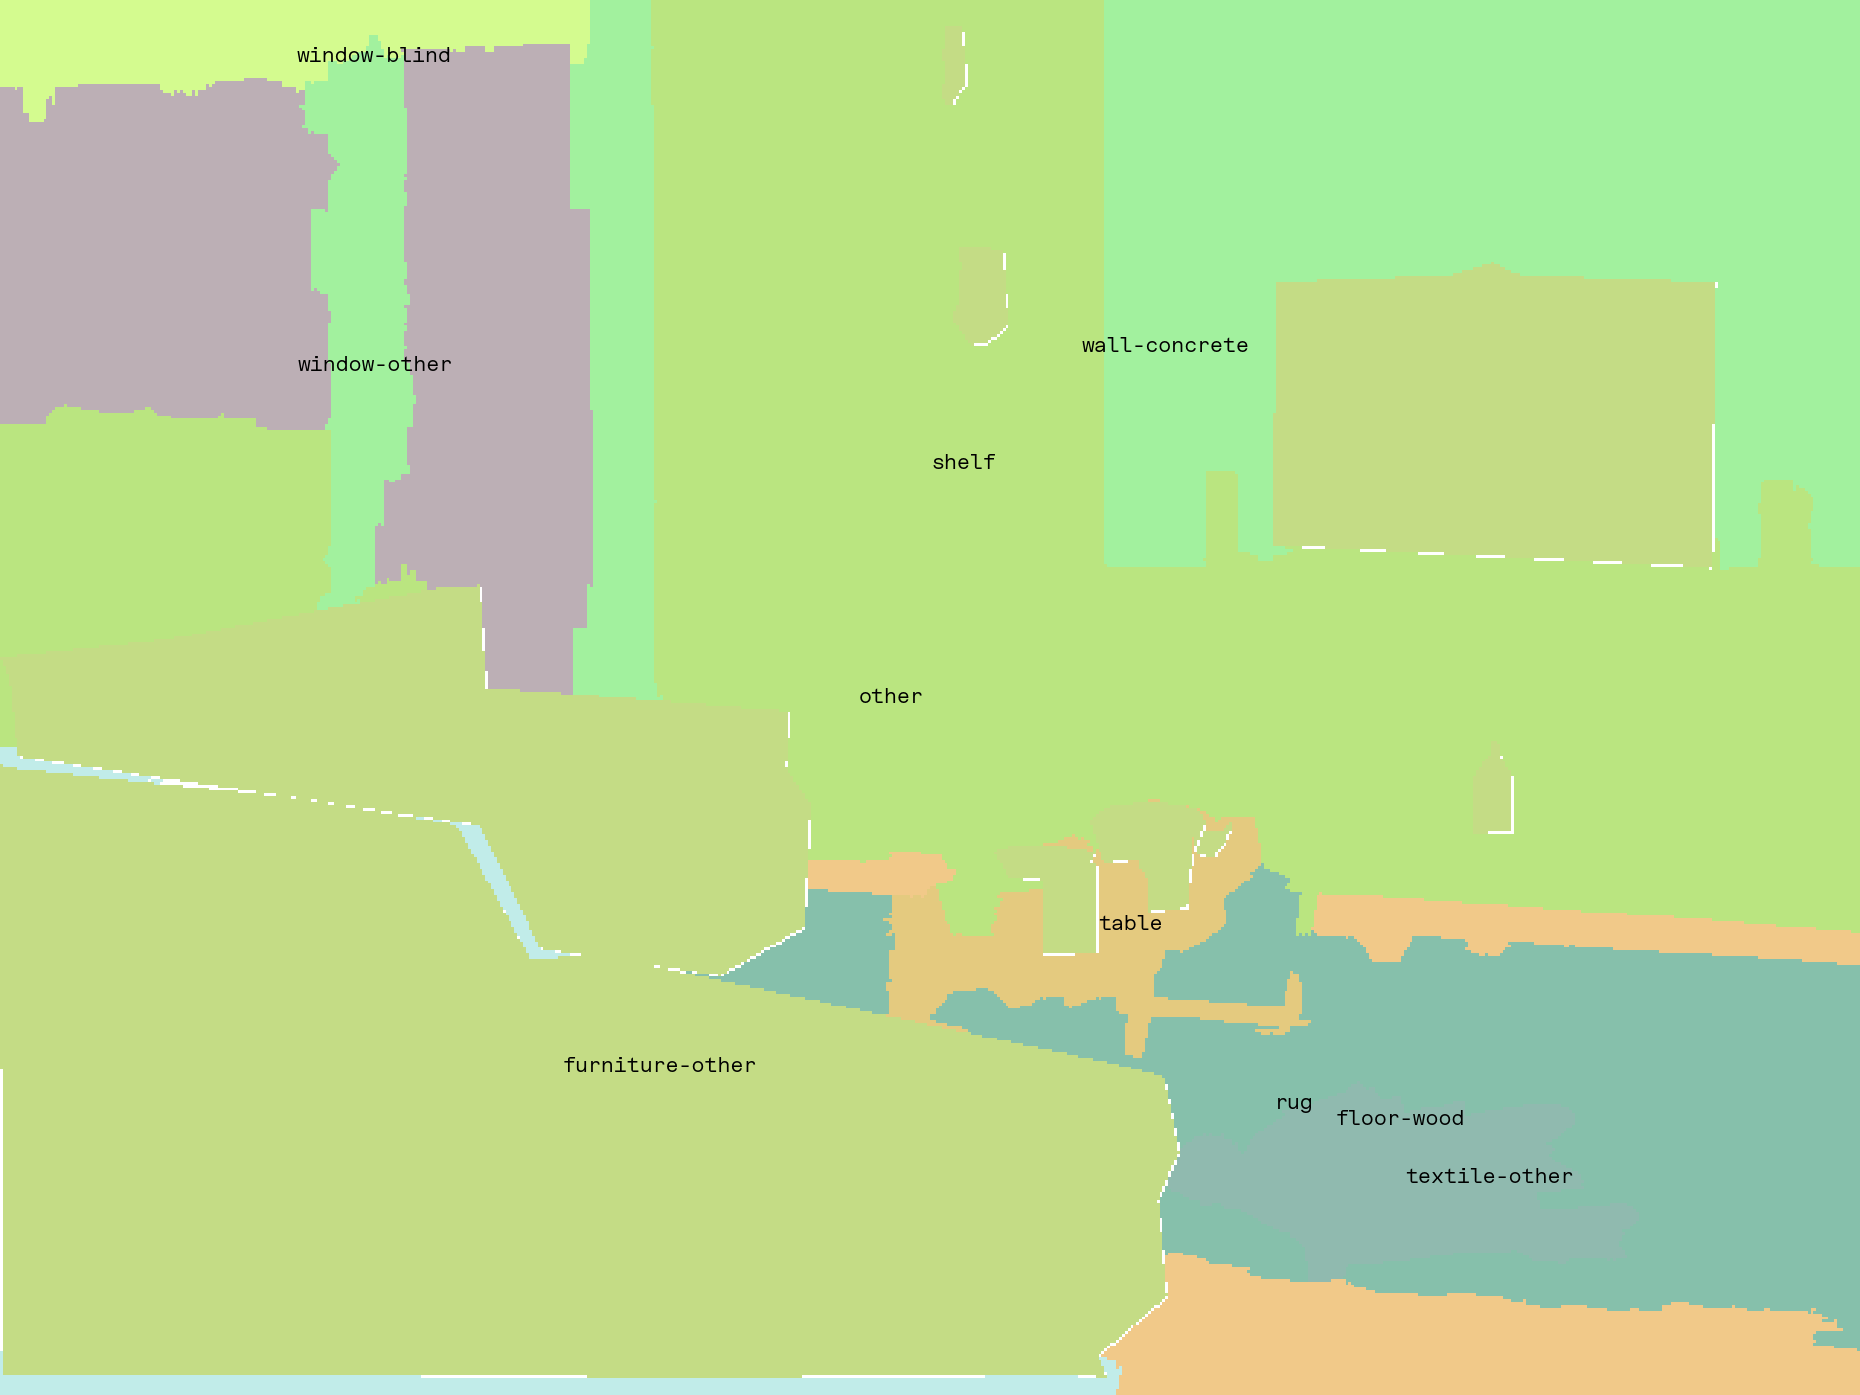 window-blind
wall-concrete
window-other
shelf
other
table
furniture-other
rug
floor-wood
textile-other